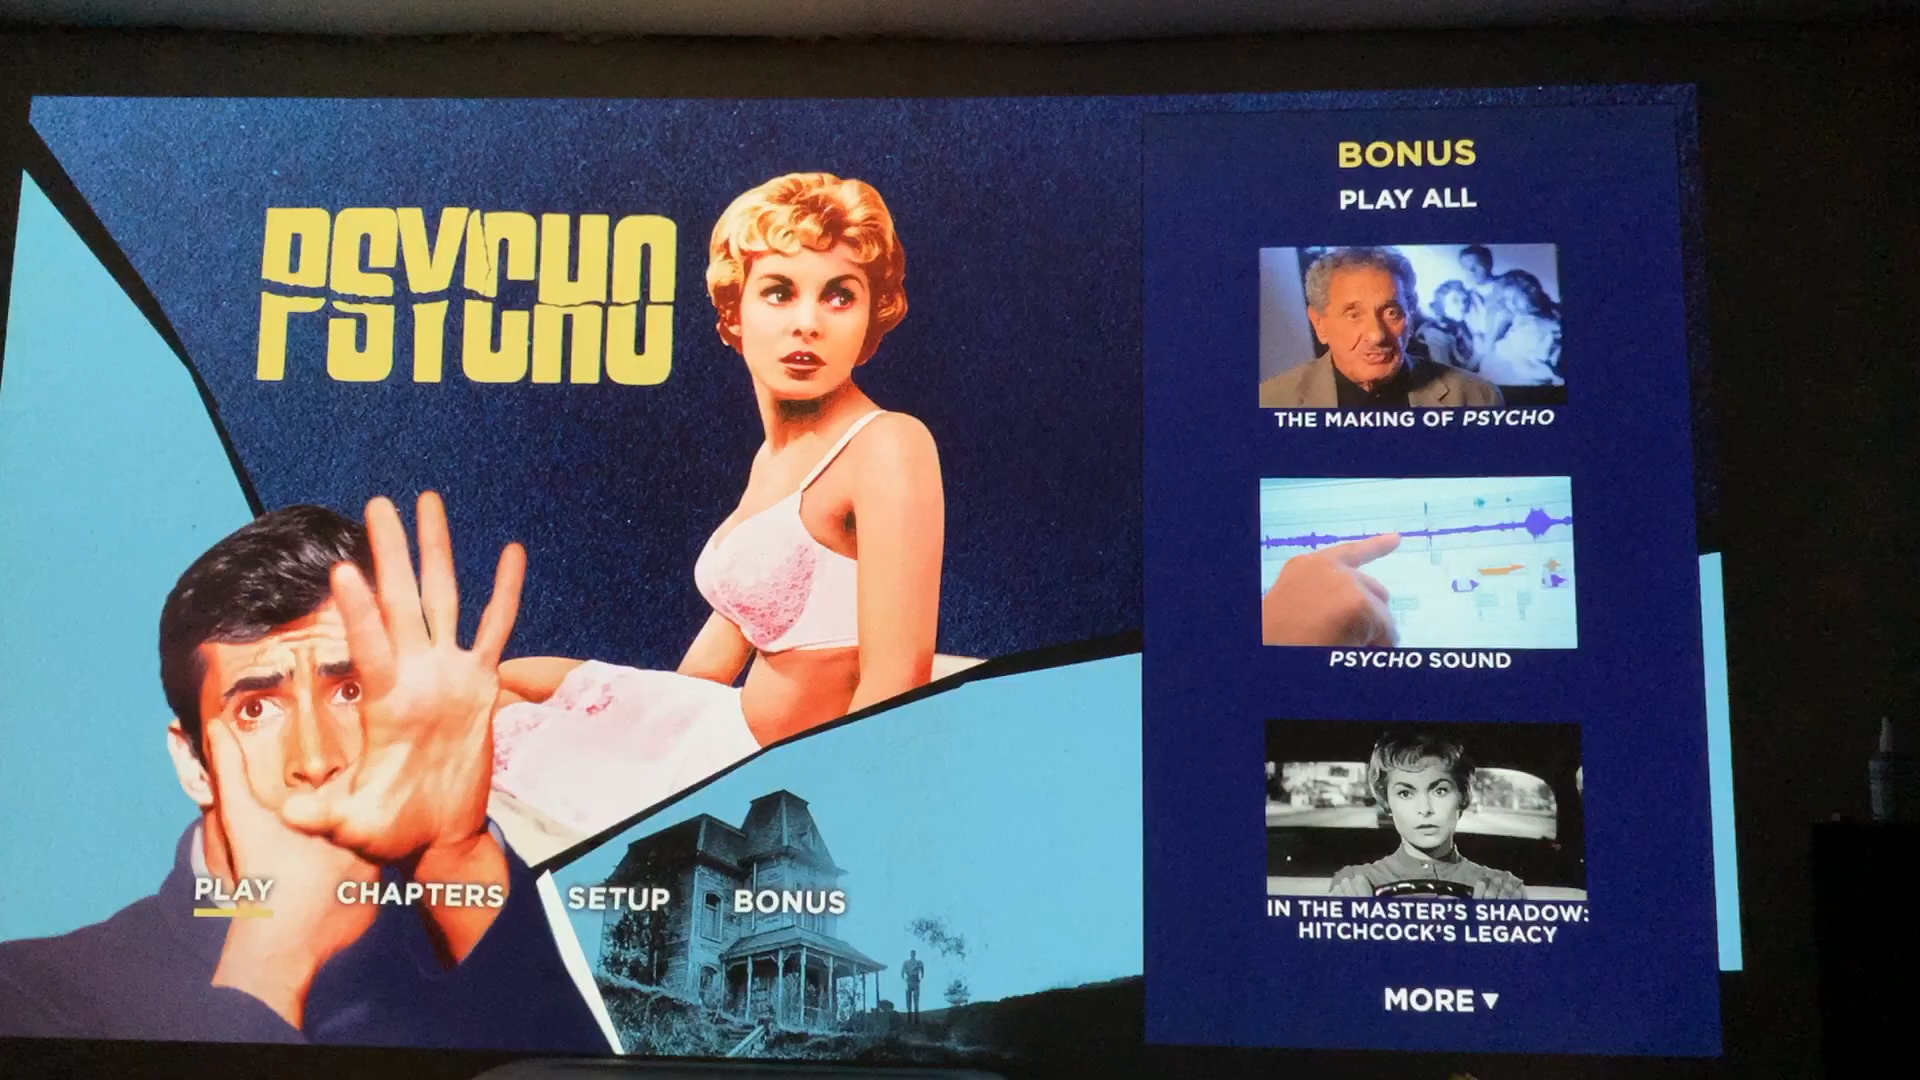 PSYCHO
PLAY
CHAPTERS
SETUP
BONUS
BONUS
PLAY ALL
THE MAKING OF PSYCHO
PSYCHO SOUND
IN THE MASTER'S SHADOW:
HITCHCOCK'S LEGACY
MORE ▼